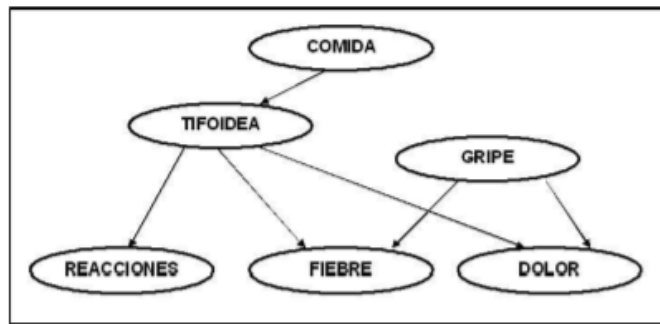 COMIDA
TIFOIDEA
GRIPE
REACCIONES
FIEBRE
DOLOR